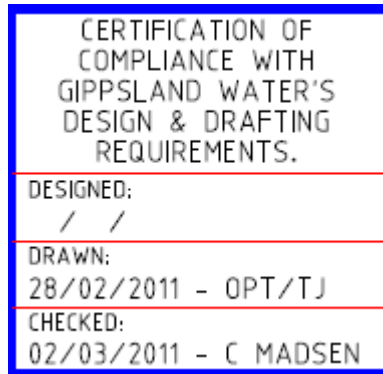 CERTIFICATION OF
COMPLIANCE WITH
GIPPSLAND WATER'S
DESIGN & DRAFTING
REQUIREMENTS.
DESIGNED:
/ /
DRAWN:
28/02/2011 - OPT/TJ
CHECKED:
02/03/2011 - C MADSEN